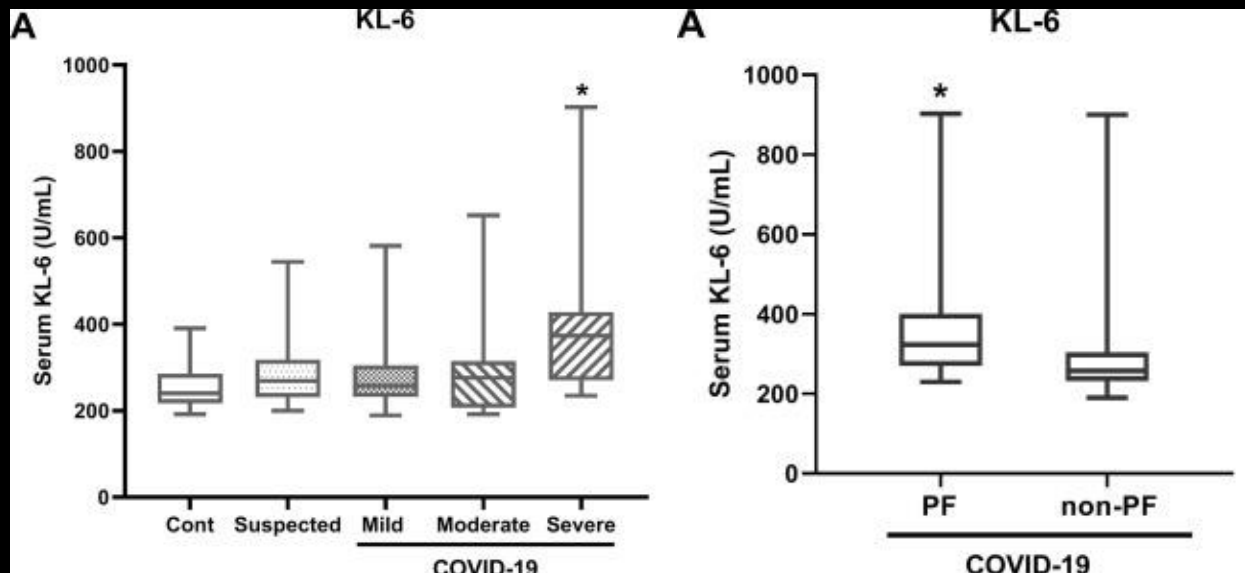 A
KL-6
Serum KL-6 (U/mL)
1000
800
600
400
200
0
Cont Suspected Mild Moderate Severe
*
COVID-19
A
KL-6
Serum KL-6 (U/mL)
1000
800
600
400
200
0
*
PF non-PF
COVID-19